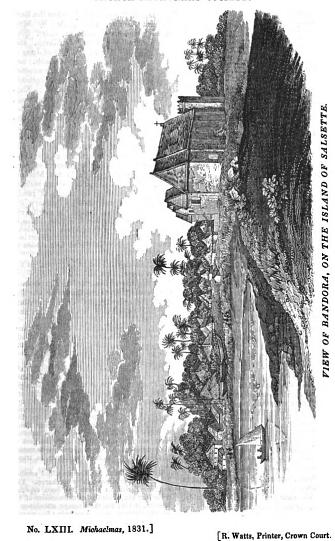 VIEW OF BANDORA, ON THE ISLAND OF SALSETTE.
No. LXIII. Michaelmas, 1831.]
[R. Watts, Printer, Crown Court.